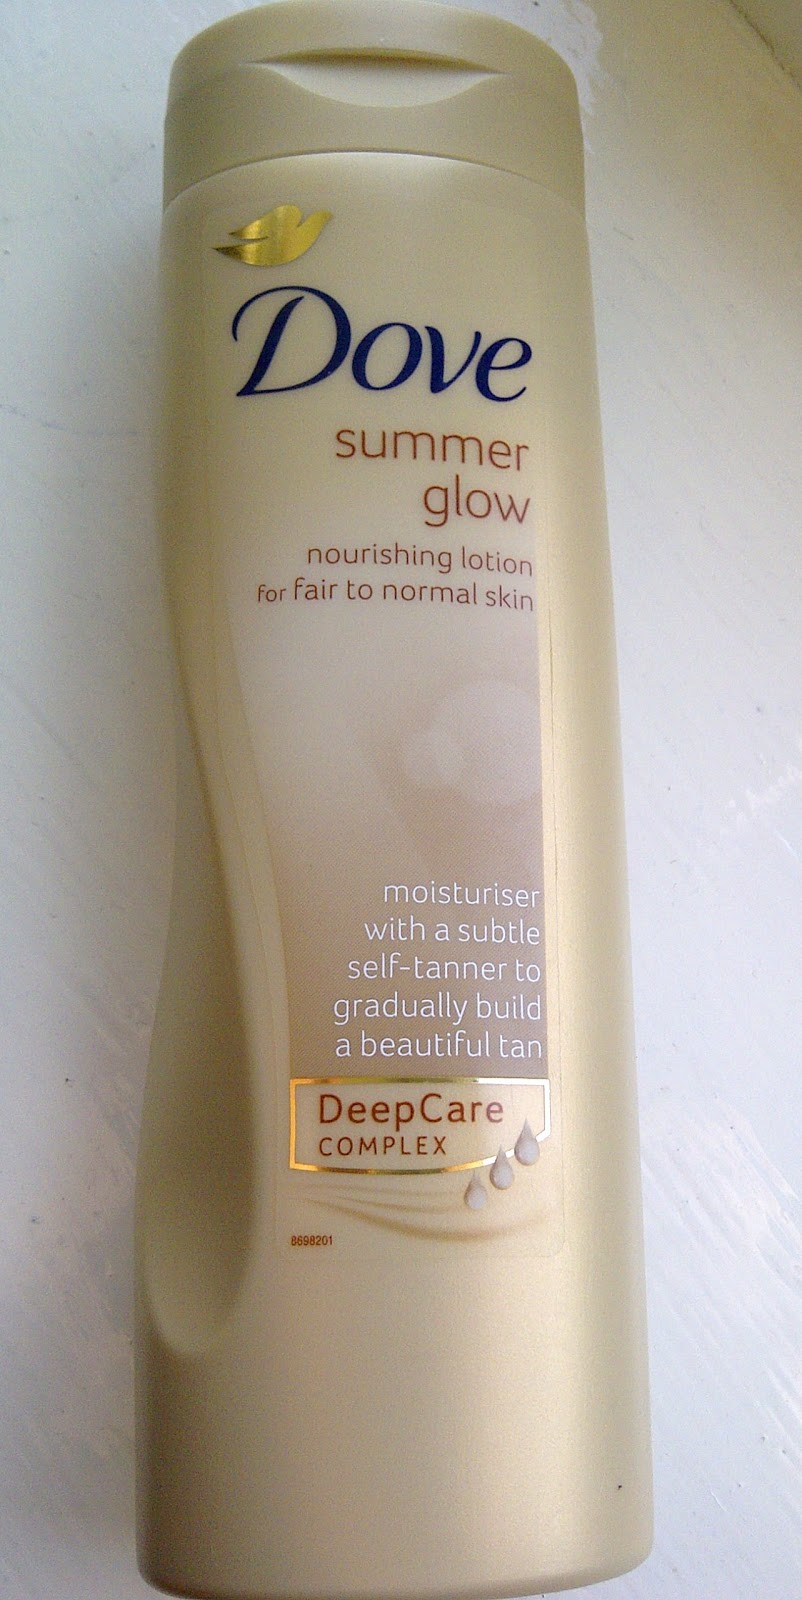 Dove
summer
glow
nourishing lotion
for fair to normal skin
moisturiser
with a subtle
self-tanner to
gradually build
a beautiful tan
DeepCare
COMPLEX
8698201